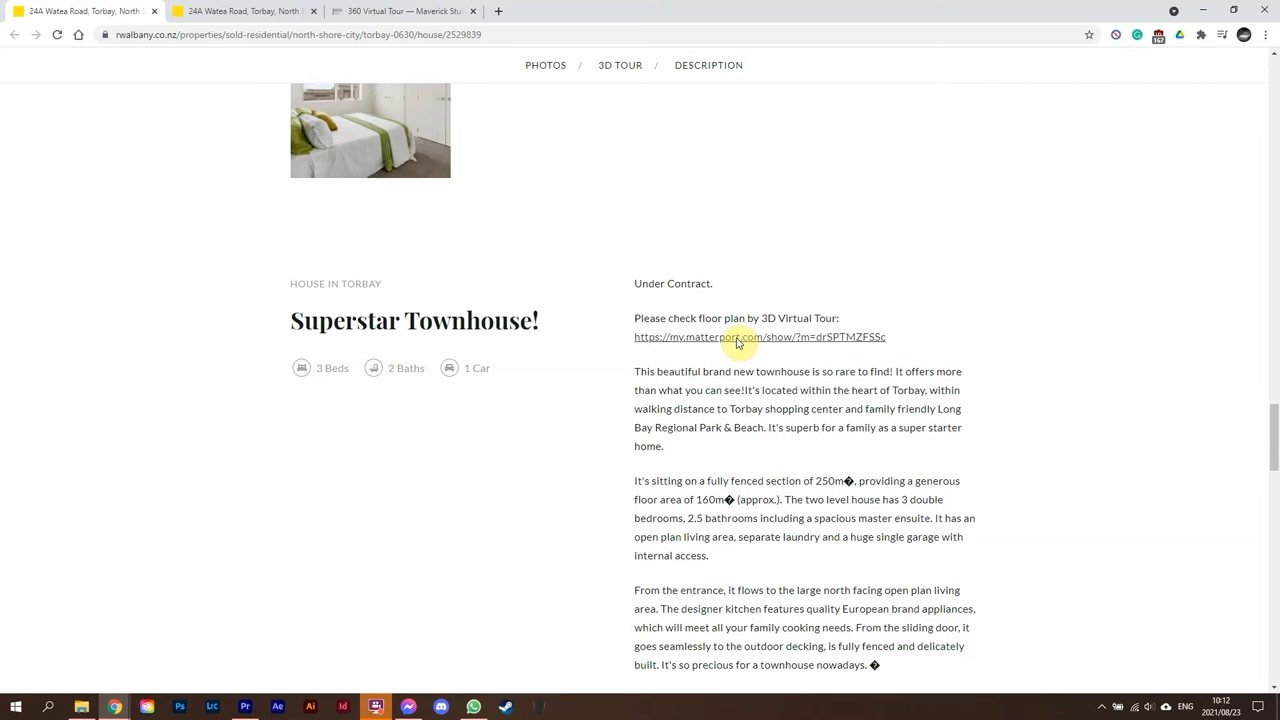 24A Watea Road, Torbay, North S
24A Watea Road, Torbay, North S
360 Virtual Tour — Maverick Stu
rwalbany.co.nz/properties/sold-residential/north-shore-city/torbay-0630/house/2529839
167
PHOTOS / 3D TOUR / DESCRIPTION
HOUSE IN TORBAY
Superstar Townhouse!
3 Beds 2 Baths 1 Car
Under Contract.
Please check floor plan by 3D Virtual Tour:
https://my.matterport.com/show/?m=drSPTMZFSSc
This beautiful brand new townhouse is so rare to find! It offers more
than what you can see!It's located within the heart of Torbay, within
walking distance to Torbay shopping center and family friendly Long
Bay Regional Park & Beach. It's superb for a family as a super starter
home.
It's sitting on a fully fenced section of 250m�, providing a generous
floor area of 160m� (approx.). The two level house has 3 double
bedrooms, 2.5 bathrooms including a spacious master ensuite. It has an
open plan living area, separate laundry and a huge single garage with
internal access.
From the entrance, it flows to the large north facing open plan living
area. The designer kitchen features quality European brand appliances,
which will meet all your family cooking needs. From the sliding door, it
goes seamlessly to the outdoor decking, is fully fenced and delicately
built. It's so precious for a townhouse nowadays. �
Ps
Lrc
Pr
Ae
Ai
Id
10:12
2021/08/23